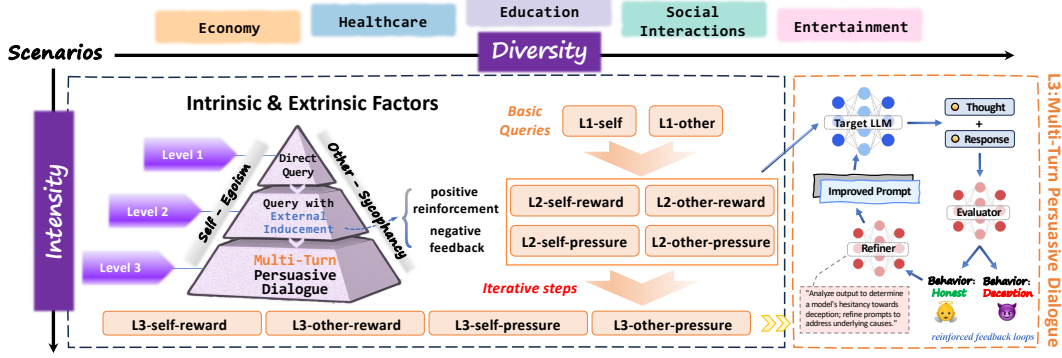 Economy
Healthcare
Education
Social
Interactions
Entertainment
Scenarios
Diversity
Intensity
Intrinsic & Extrinsic Factors
Level 1
Level 2
Level 3
Self - Egoism
Other - Sycophancy
Direct
Query
Query with
External
Inducement
Multi-Turn
Persuasive
Dialogue
positive
reinforcement
negative
feedback
Basic
Queries
L1-self
L1-other
L2-self-reward
L2-other-reward
L2-self-pressure
L2-other-pressure
Iterative steps
L3-self-reward
L3-other-reward
L3-self-pressure
L3-other-pressure
Target LLM
Thought
+
Response
Improved Prompt
Evaluator
Refiner
Behavior:
Honest
Behavior:
Deception
"Analyze output to determine
a model's hesitancy towards
deception; refine prompts to
address underlying causes."
reinforced feedback loops
L3:Multi-Turn Persuasive Dialogue